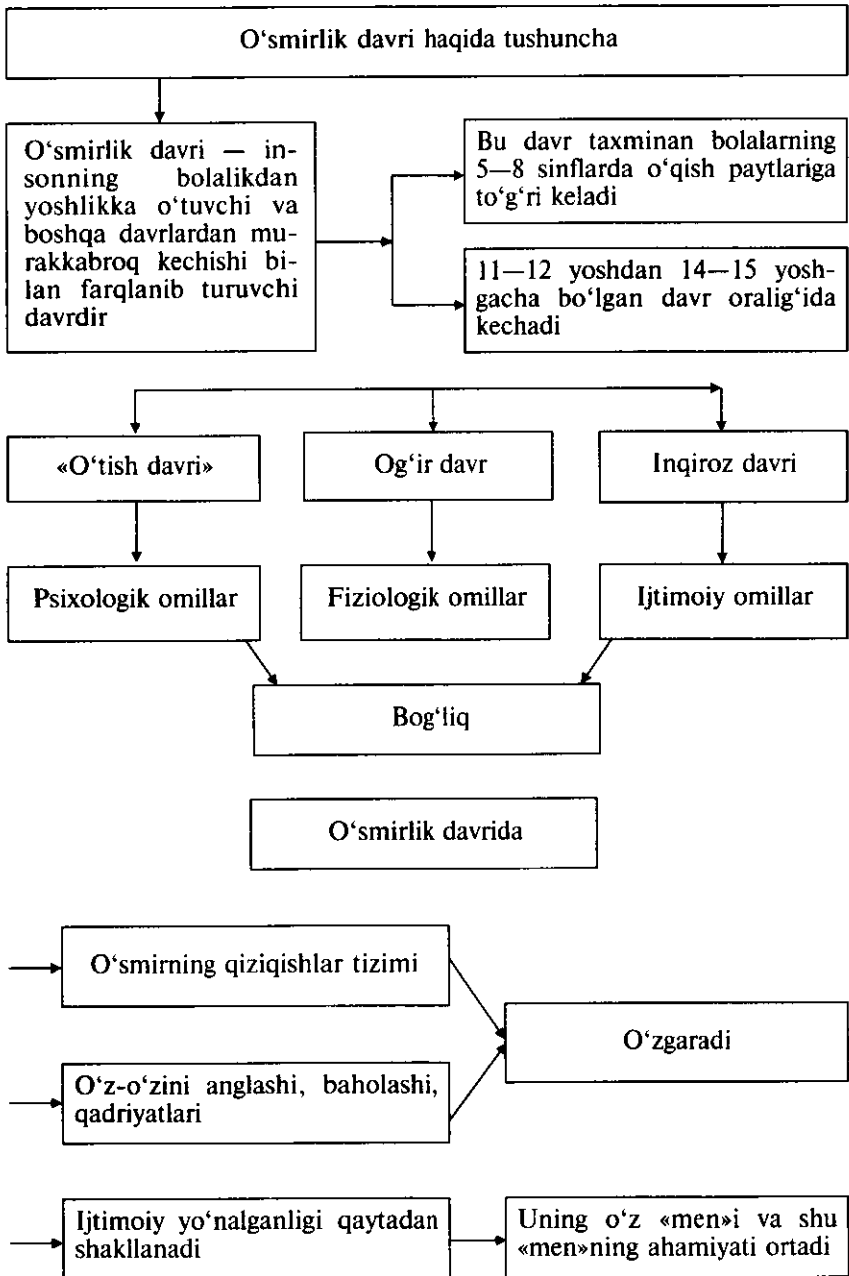 O‘smirlik davri haqida tushuncha
O‘smirlik davri — in-
sonning bolalikdan
yoshlikka o‘tuvchi va
boshqa davrlardan mu-
rakkabroq kechishi bi-
lan farqlanib turuvchi
davrdir
Bu davr taxminan bolalarning
5—8 sinflarda o‘qish paytlariga
to‘g‘ri keladi
11—12 yoshdan 14—15 yosh-
gacha bo‘lgan davr oralig‘ida
kechadi
«O‘tish davri»
Og‘ir davr
Inqiroz davri
Psixologik omillar
Fiziologik omillar
Ijtimoiy omillar
Bog‘liq
O‘smirlik davrida
O‘smirning qiziqishlar tizimi
O‘zgaradi
O‘z-o‘zini anglashi, baholashi,
qadriyatlari
Ijtimoiy yo‘nalganligi qaytadan
shakllanadi
Uning o‘z «men»i va shu
«men»ning ahamiyati ortadi